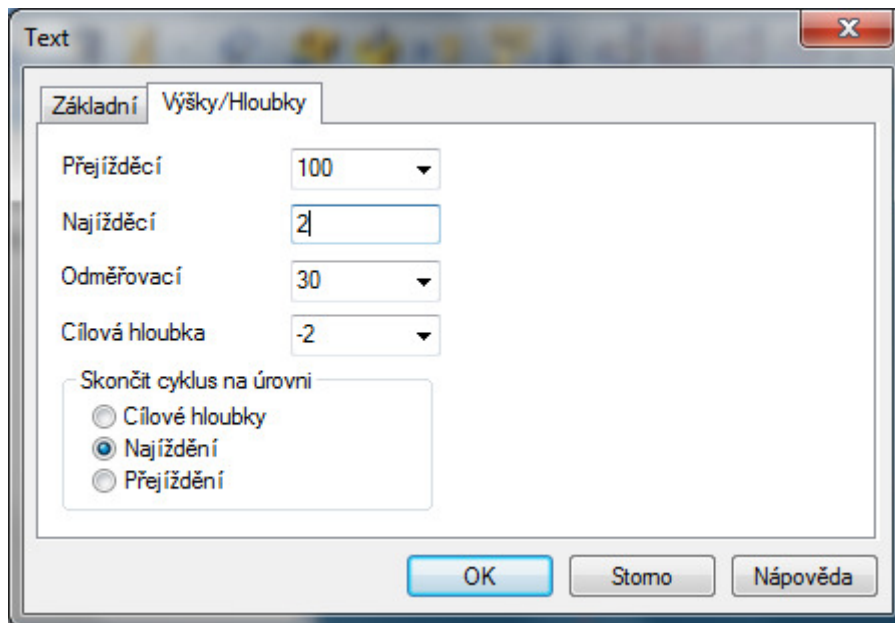 Text
Základní Výšky/Hloubky
Přejížděcí 100
Najížděcí 2
Odměřovací 30
Cílová hloubka -2
Skončit cyklus na úrovni
Cílové hloubky
Najíždění
Přejíždění
OK Storno Nápověda